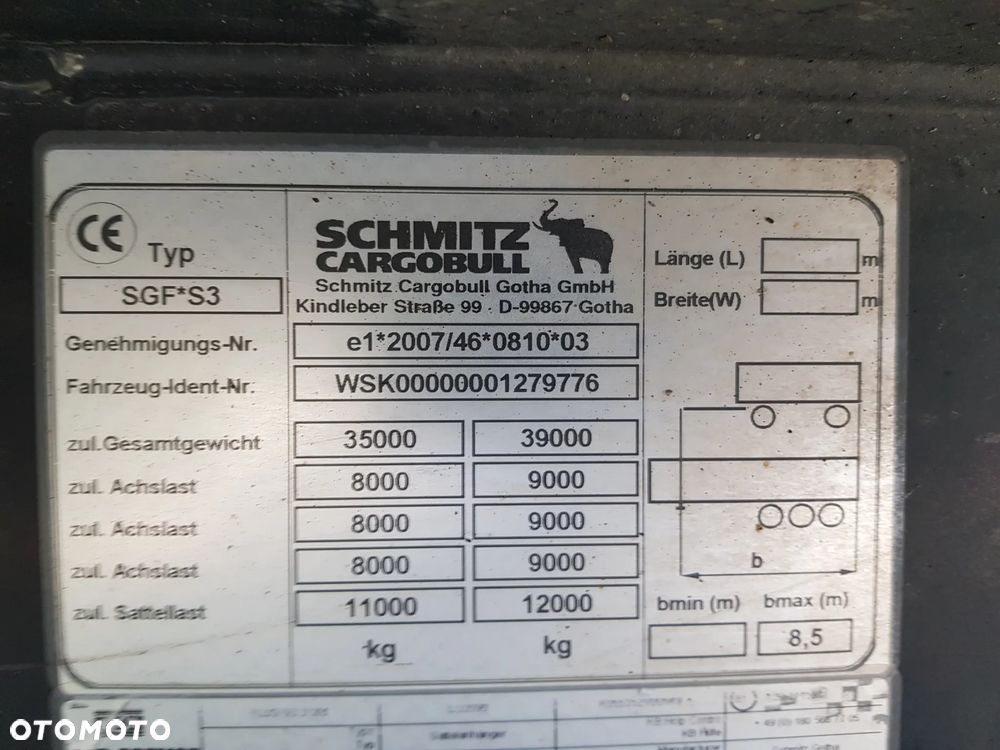 CE
Typ
SGF*S3
SCHMITZ
CARGOBULL
Schmitz Cargobull Gotha GmbH
Kindleber Straße 99 · D-99867 Gotha
Länge (L) m
Breite(W) m
Genehmigungs-Nr. e1*2007/46*0810*03
Fahrzeug-Ident-Nr. WSK00000001279776
zul.Gesamtgewicht 35000 39000
zul. Achslast 8000 9000
zul. Achslast 8000 9000
zul. Achslast 8000 9000
zul. Sattellast 11000 12000
kg kg
b
bmin (m) bmax (m)
8,5
OTOMOTO